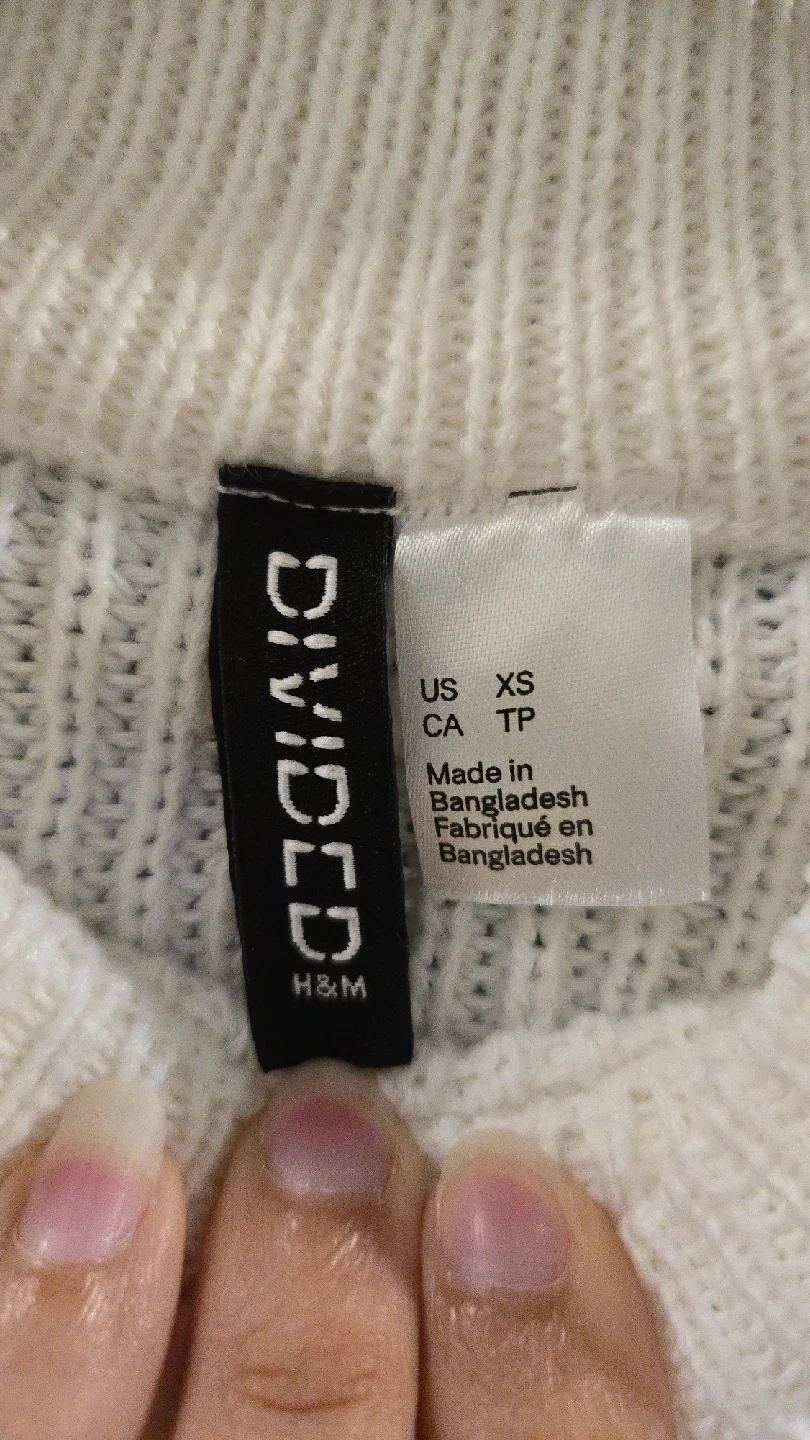 DIVIDED
H&M
US XS
CA TP
Made in
Bangladesh
Fabriqué en
Bangladesh